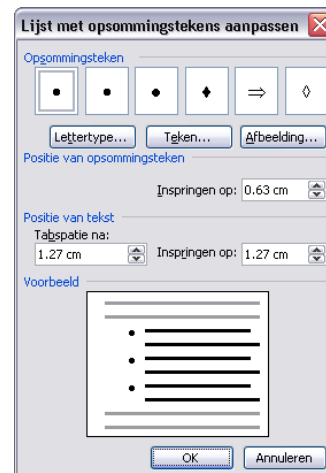 Lijst met opsommingstekens aanpassen
Opsommingsteken
Lettertype... Teken... Afbeelding...
Positie van opsommingsteken
Inspringen op: 0.63 cm
Positie van tekst
Tabspatie na:
1.27 cm Inspringen op: 1.27 cm
Voorbeeld
OK Annuleren